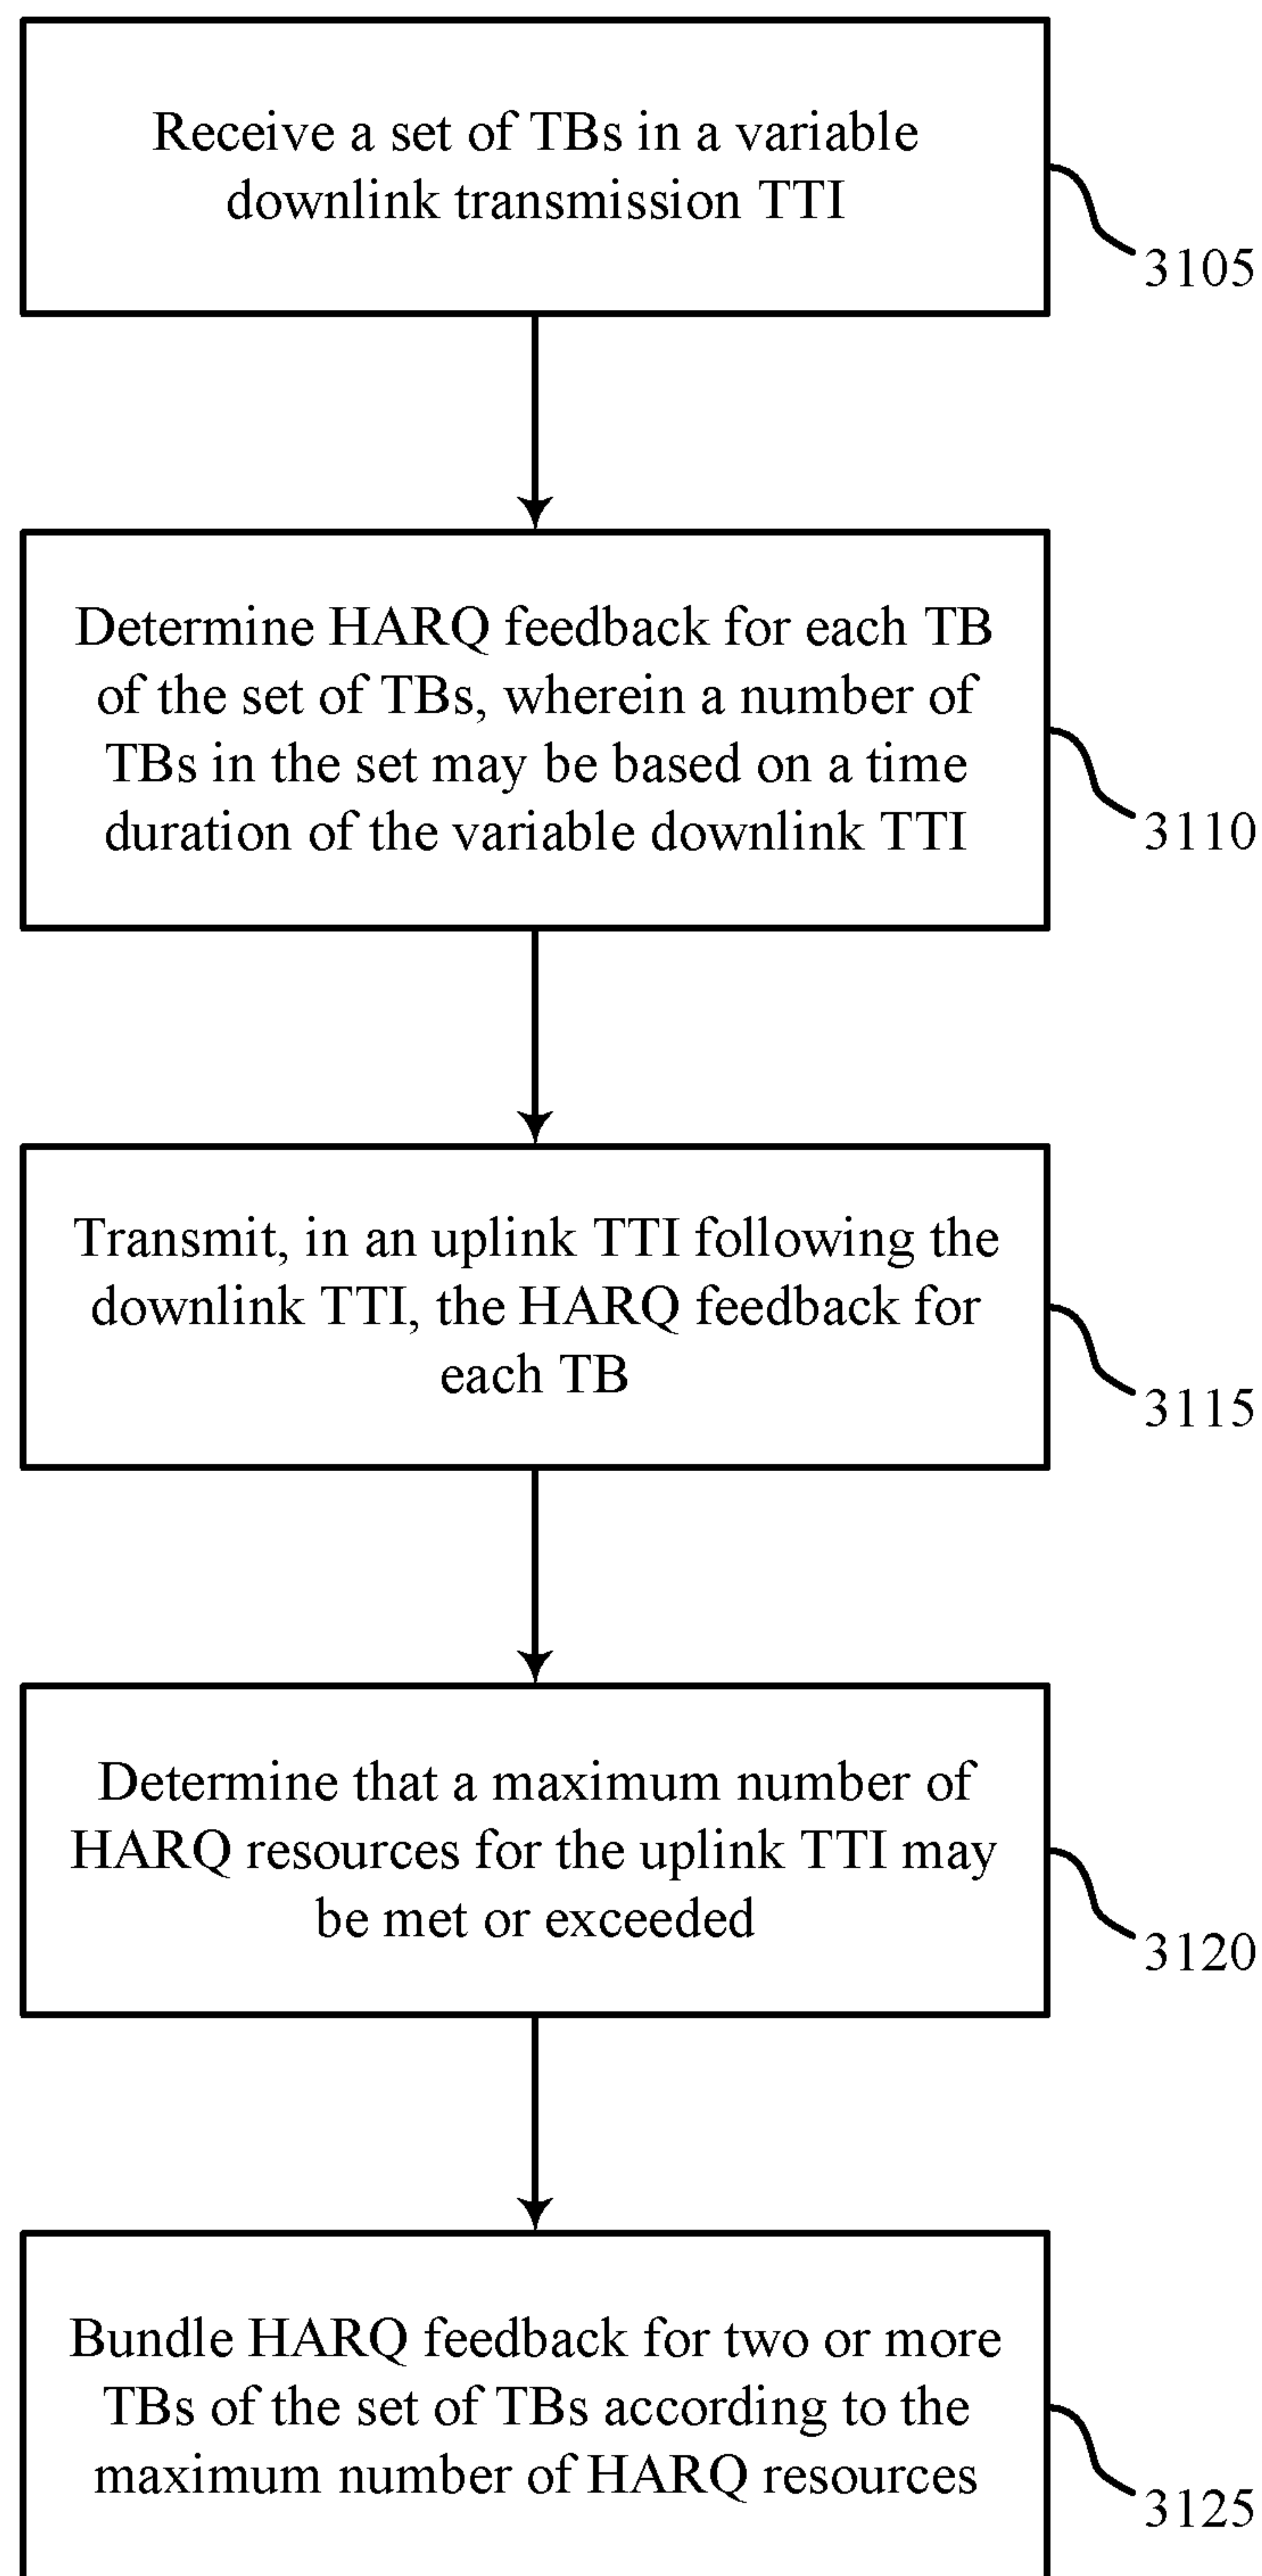 Receive a set of TBs in a variable
downlink transmission TTI
3105
Determine HARQ feedback for each TB
of the set of TBs, wherein a number of
TBs in the set may be based on a time
duration of the variable downlink TTI
3110
Transmit, in an uplink TTI following the
downlink TTI, the HARQ feedback for
each TB
3115
Determine that a maximum number of
HARQ resources for the uplink TTI may
be met or exceeded
3120
Bundle HARQ feedback for two or more
TBs of the set of TBs according to the
maximum number of HARQ resources
3125